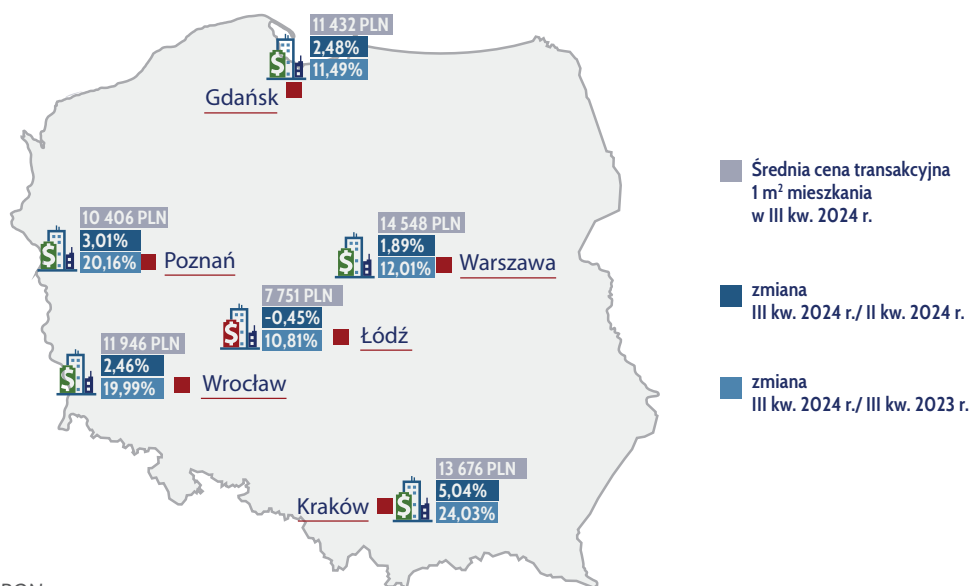 11 432 PLN
2,48%
11,49%
Gdańsk
10 406 PLN
3,01%
20,16%
Poznań
14 548 PLN
1,89%
12,01%
Warszawa
7 751 PLN
-0,45%
10,81%
Łódź
11 946 PLN
2,46%
19,99%
Wrocław
13 676 PLN
5,04%
24,03%
Kraków
Średnia cena transakcyjna
1 m² mieszkania
w III kw. 2024 r.
zmiana
III kw. 2024 r./ II kw. 2024 r.
zmiana
III kw. 2024 r./ III kw. 2023 r.